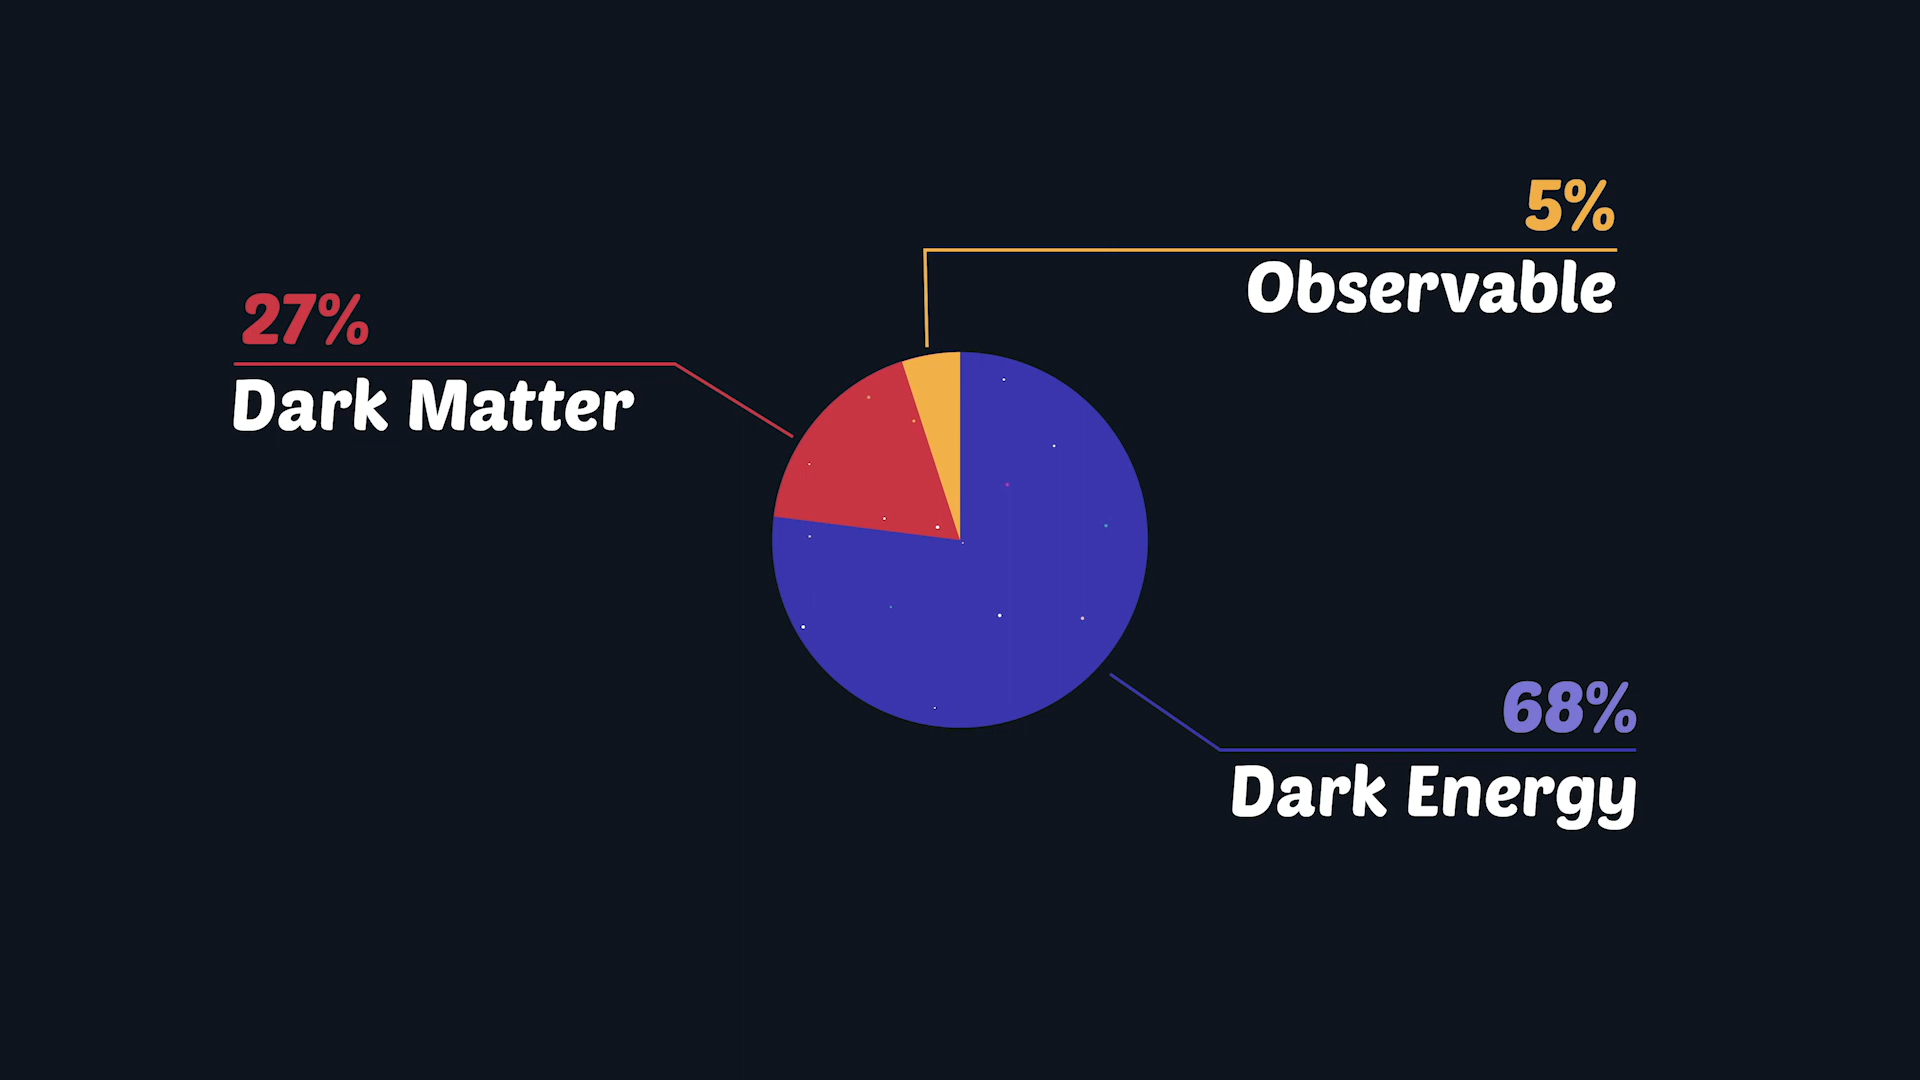 5%
Observable
27%
Dark Matter
68%
Dark Energy